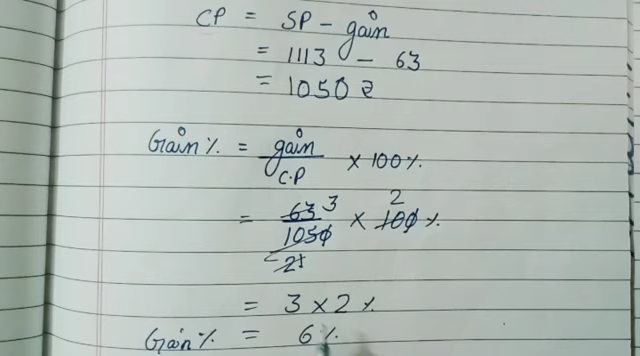 CP = SP - gain
= 1113 - 63
= 1050 ₹
Gain % = gain/C.P × 100 %
= 63 3/1050 21 × 100 2 %
= 3 × 2 %
Gain % = 6 %